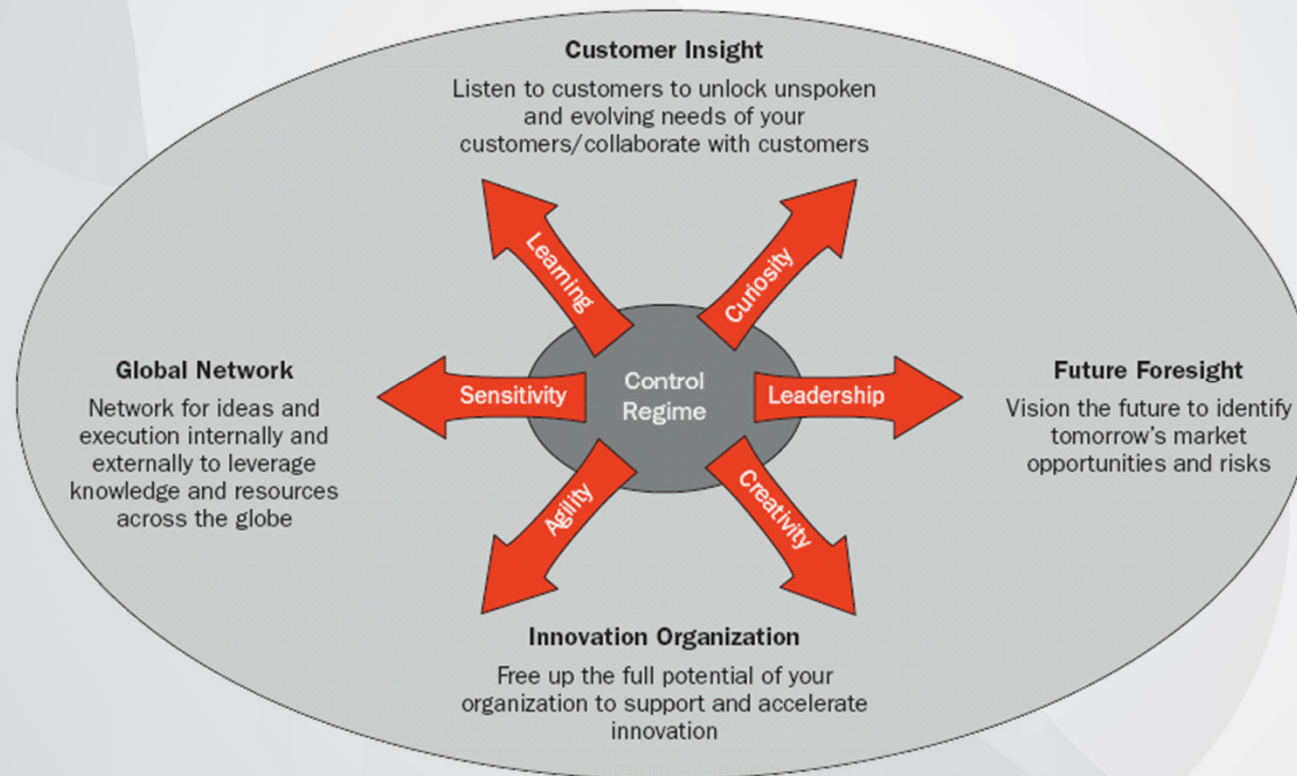 Customer Insight
Listen to customers to unlock unspoken
and evolving needs of your
customers/collaborate with customers
Learning
Curiosity
Global Network
Network for ideas and
execution internally and
externally to leverage
knowledge and resources
across the globe
Sensitivity
Control
Regime
Leadership
Future Foresight
Vision the future to identify
tomorrow's market
opportunities and risks
Agility
Creativity
Innovation Organization
Free up the full potential of your
organization to support and accelerate
innovation